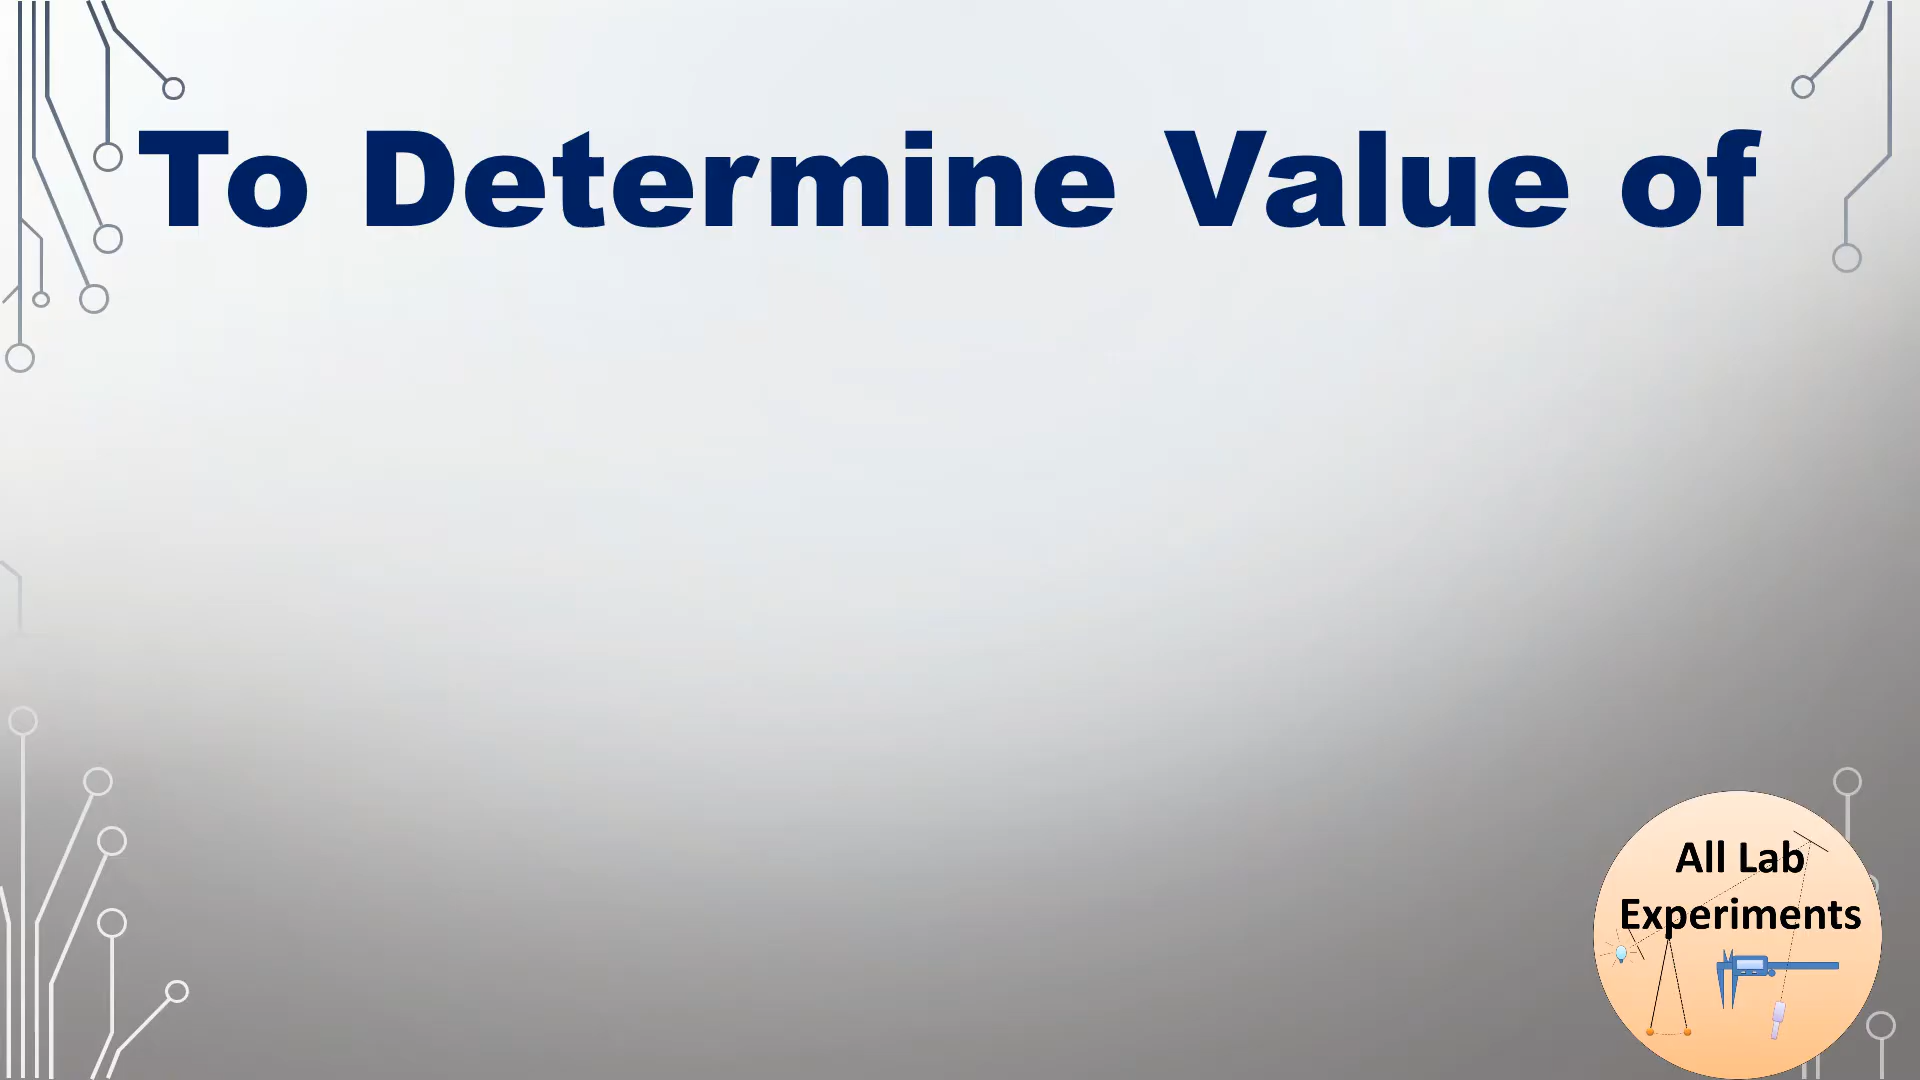 To Determine Value of
All Lab
Experiments